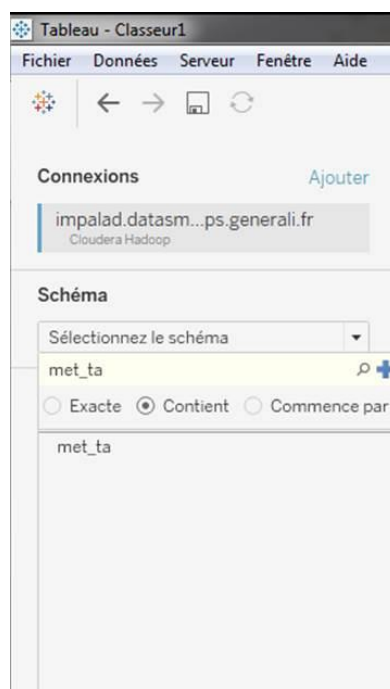 Tableau - Classeur1
Fichier Données Serveur Fenêtre Aide
Connexions Ajouter
impalad.datasm...ps.generali.fr
Cloudera Hadoop
Schéma
Sélectionnez le schéma
met_ta
Exacte Contient Commence par
met_ta